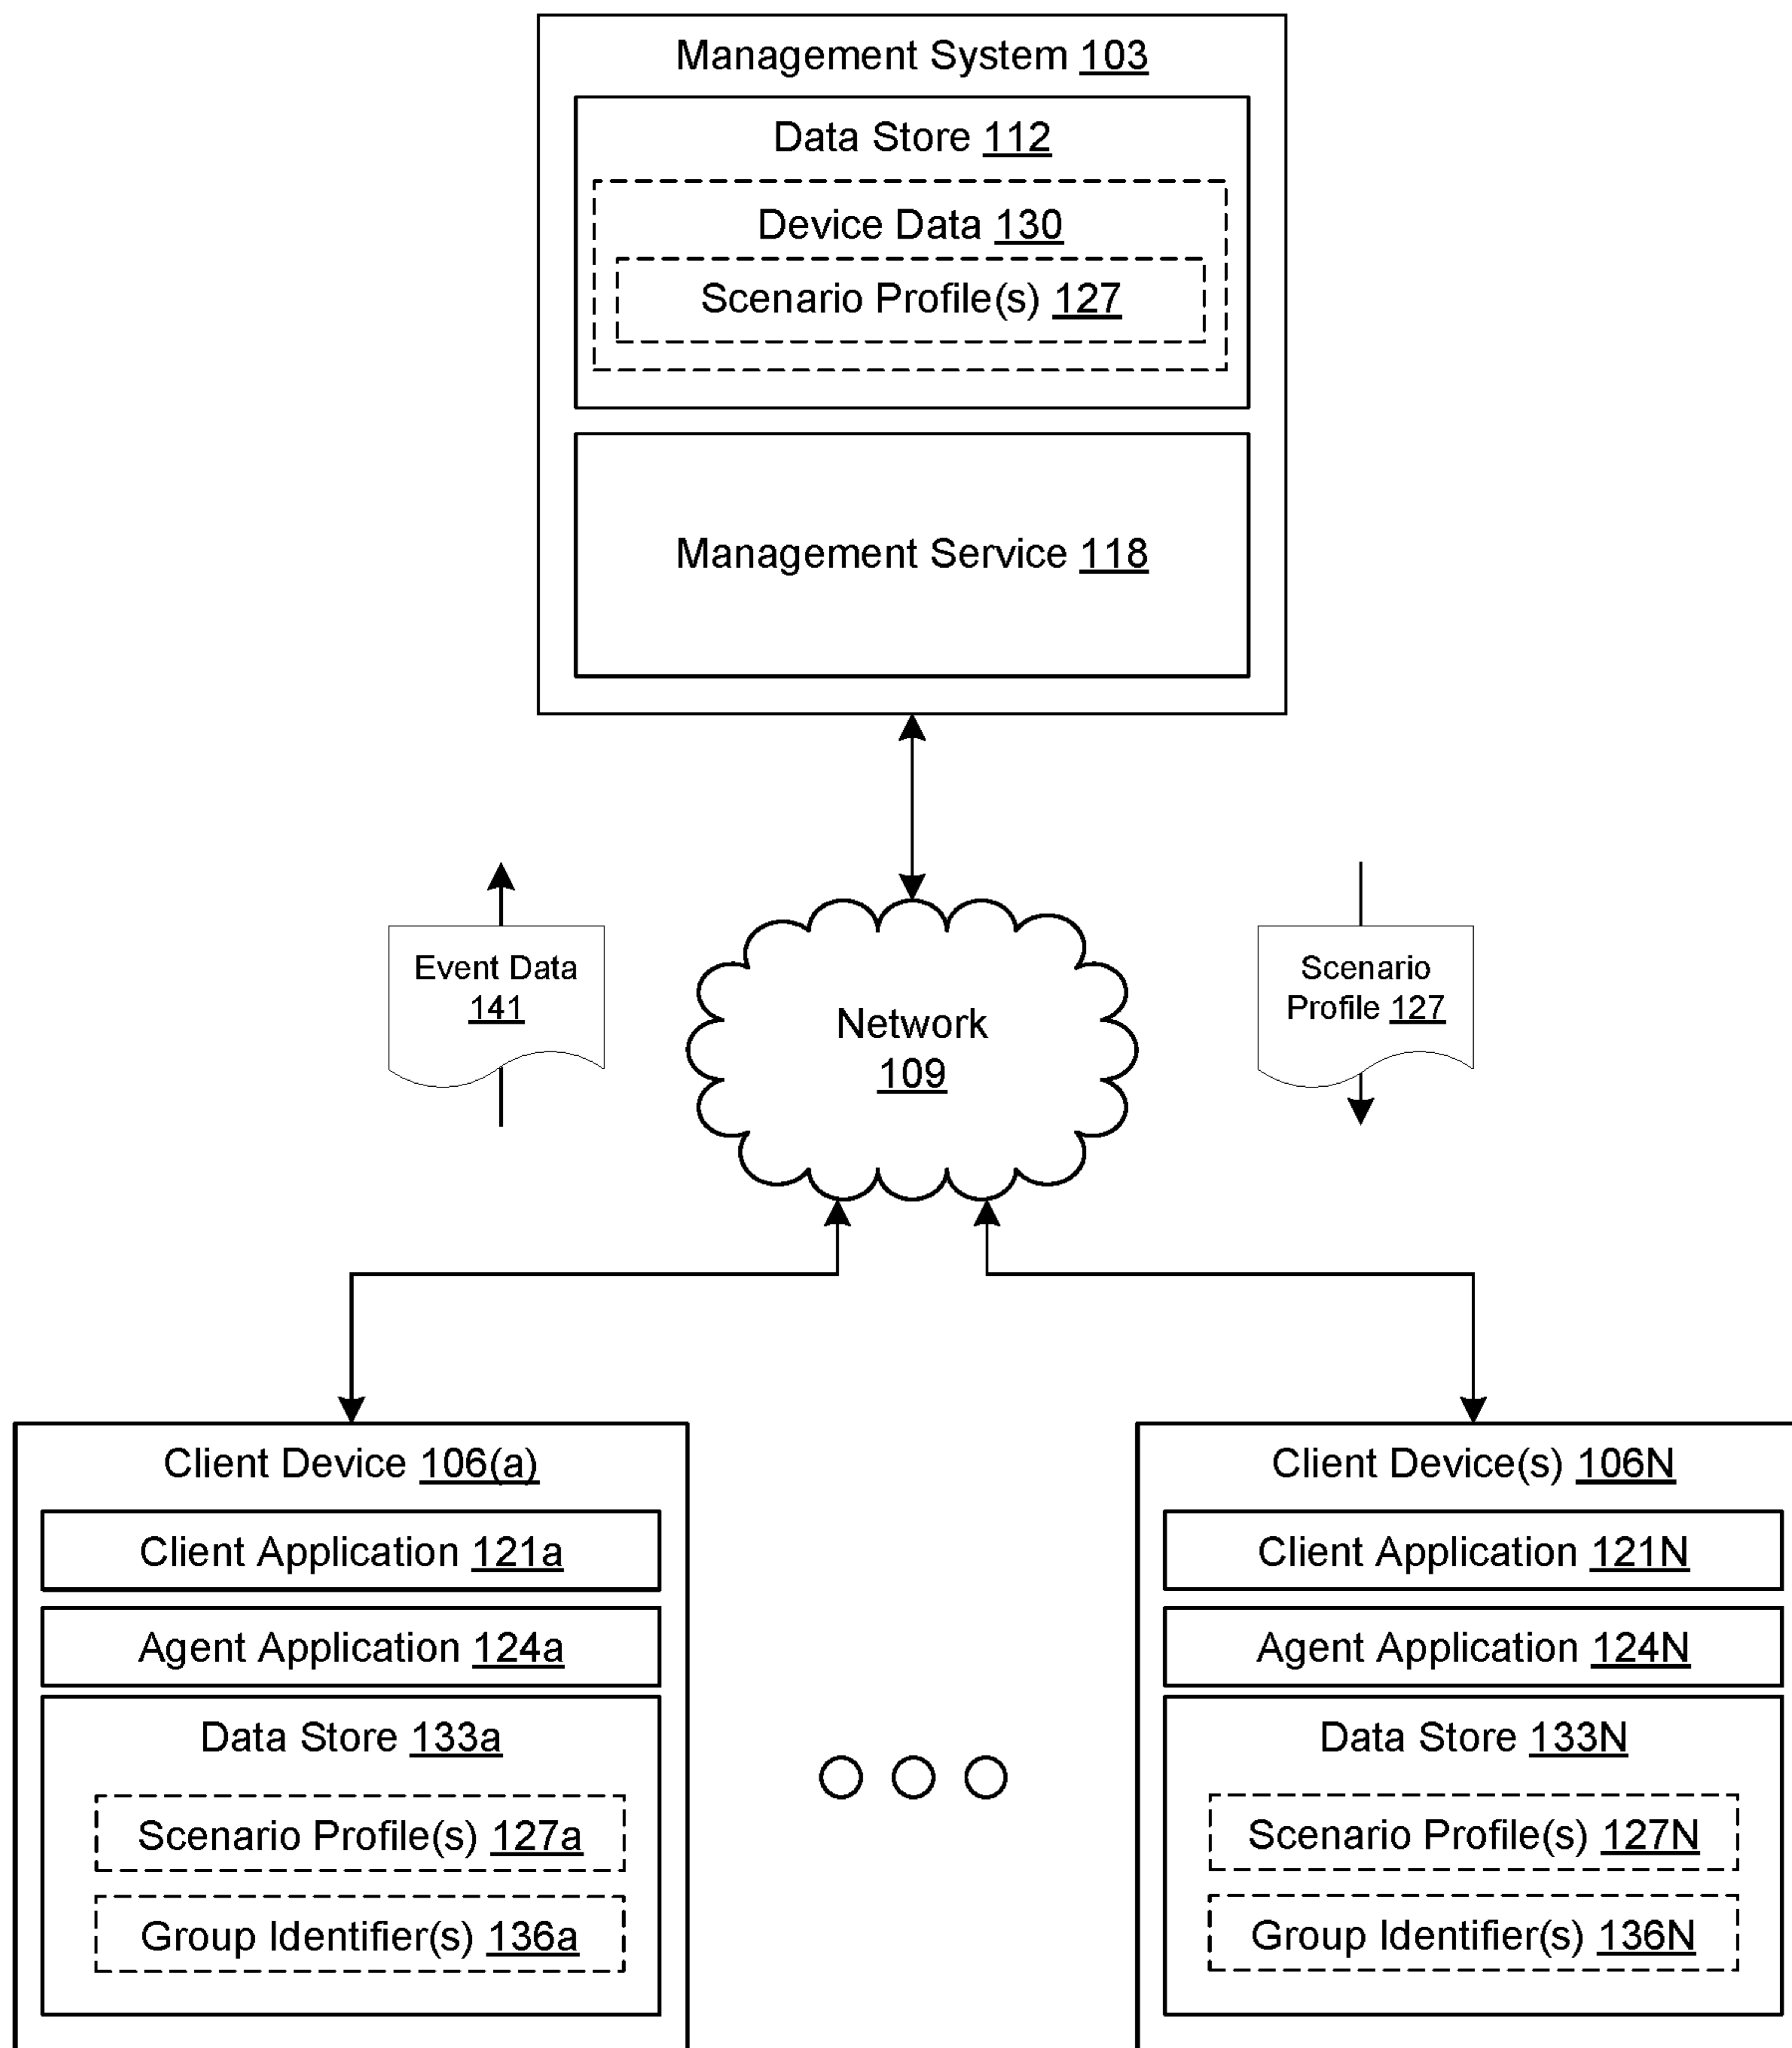 Management System 103
Data Store 112
Device Data 130
Scenario Profile(s) 127
Management Service 118
Event Data
141
Scenario
Profile 127
Network
109
Client Device 106(a)
Client Application 121a
Agent Application 124a
Data Store 133a
Scenario Profile(s) 127a
Group Identifier(s) 136a
Client Device(s) 106N
Client Application 121N
Agent Application 124N
Data Store 133N
Scenario Profile(s) 127N
Group Identifier(s) 136N